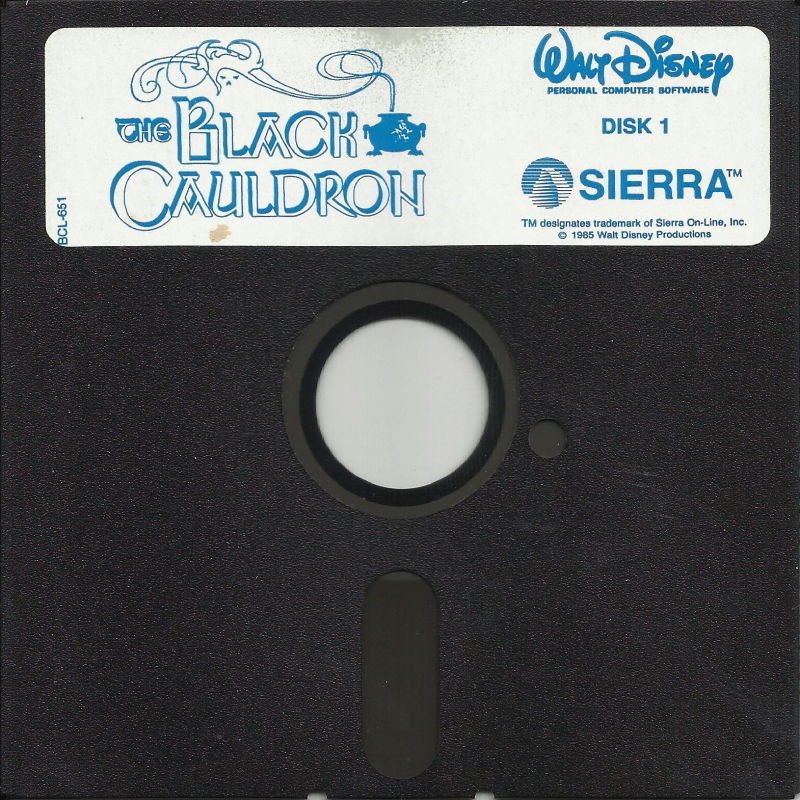 THE BLACK
CAULDRON
WALT DISNEY
PERSONAL COMPUTER SOFTWARE
DISK 1
SIERRA™
TM designates trademark of Sierra On-Line, Inc.
© 1985 Walt Disney Productions
BCL-651